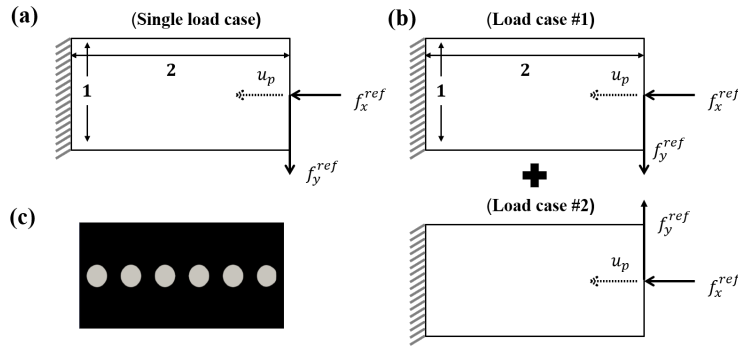 (a)
(Single load case)
1
2
u_p
f_x^{ref}
f_y^{ref}
(b)
(Load case #1)
1
2
u_p
f_x^{ref}
f_y^{ref}
(Load case #2)
f_y^{ref}
u_p
f_x^{ref}
(c)